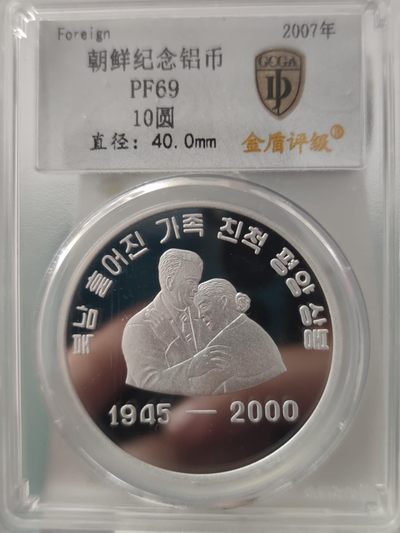 Foreign 2007年
朝鲜纪念铝币
GCGA
PF69
10圆
直径: 40.0mm
金盾评级®
북남 흩어진 가족 친척 평양 상봉
1945 — 2000